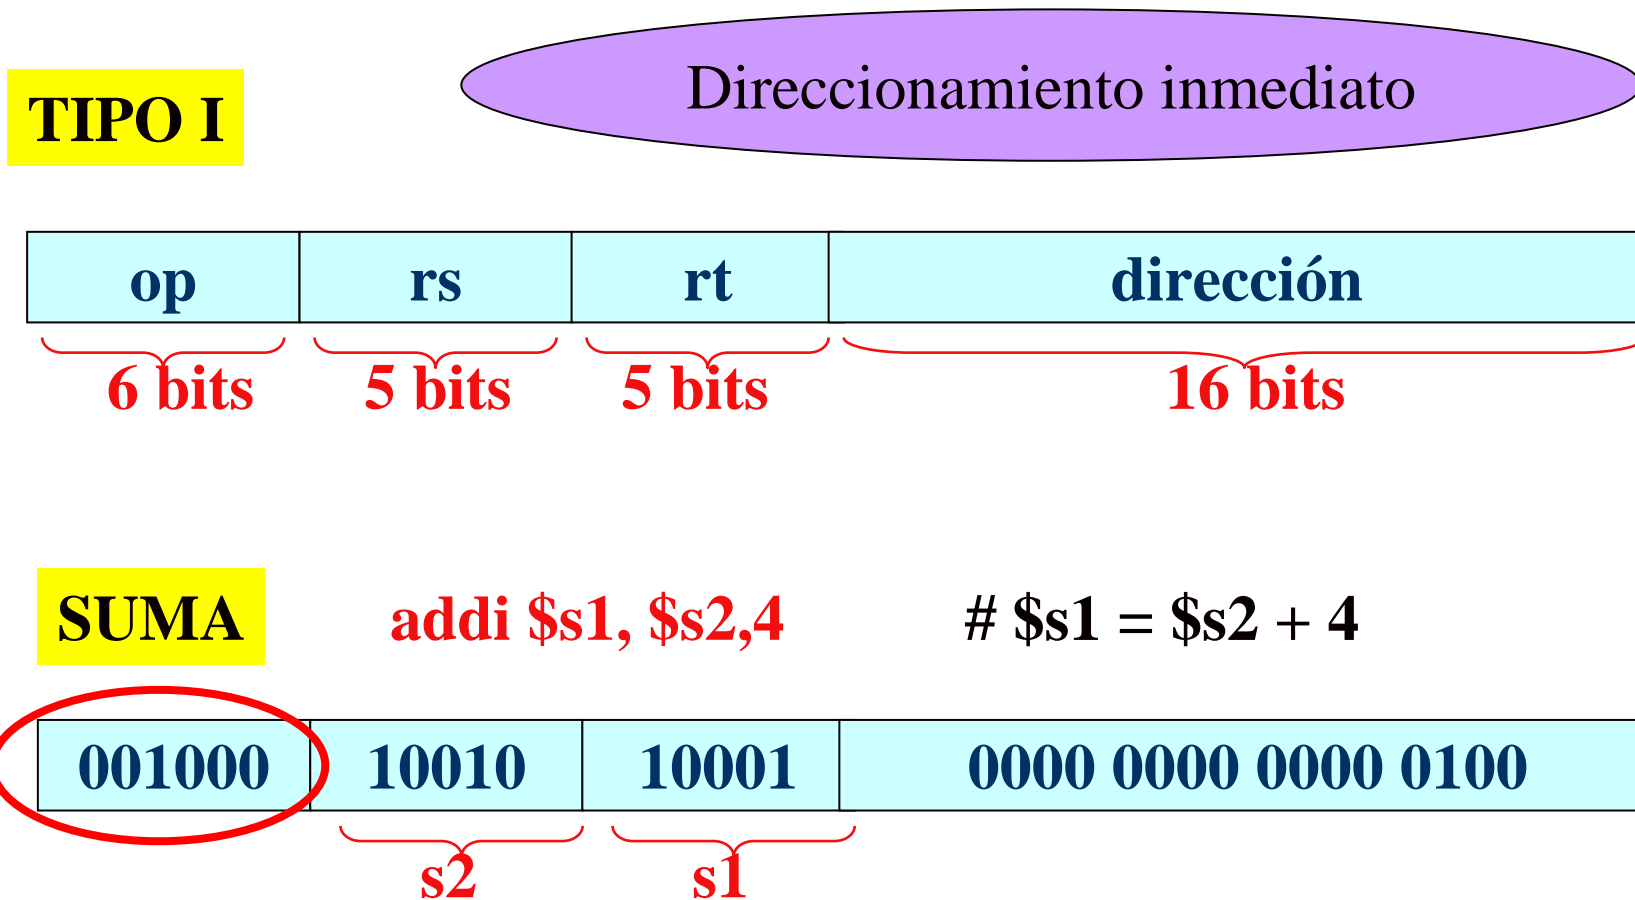 Direccionamiento inmediato
TIPO I
op rs rt dirección
6 bits 5 bits 5 bits 16 bits
SUMA addi $s1, $s2,4 # $s1 = $s2 + 4
001000 10010 10001 0000 0000 0000 0100
s2 s1